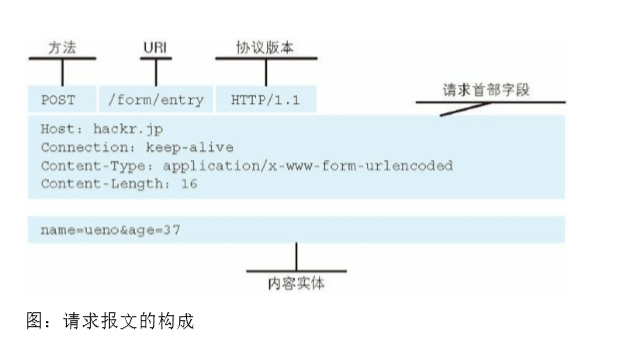 方法 URI 协议版本
POST /form/entry HTTP/1.1
请求首部字段
Host: hackr.jp
Connection: keep-alive
Content-Type: application/x-www-form-urlencoded
Content-Length: 16
name=ueno&age=37
内容实体
图：请求报文的构成